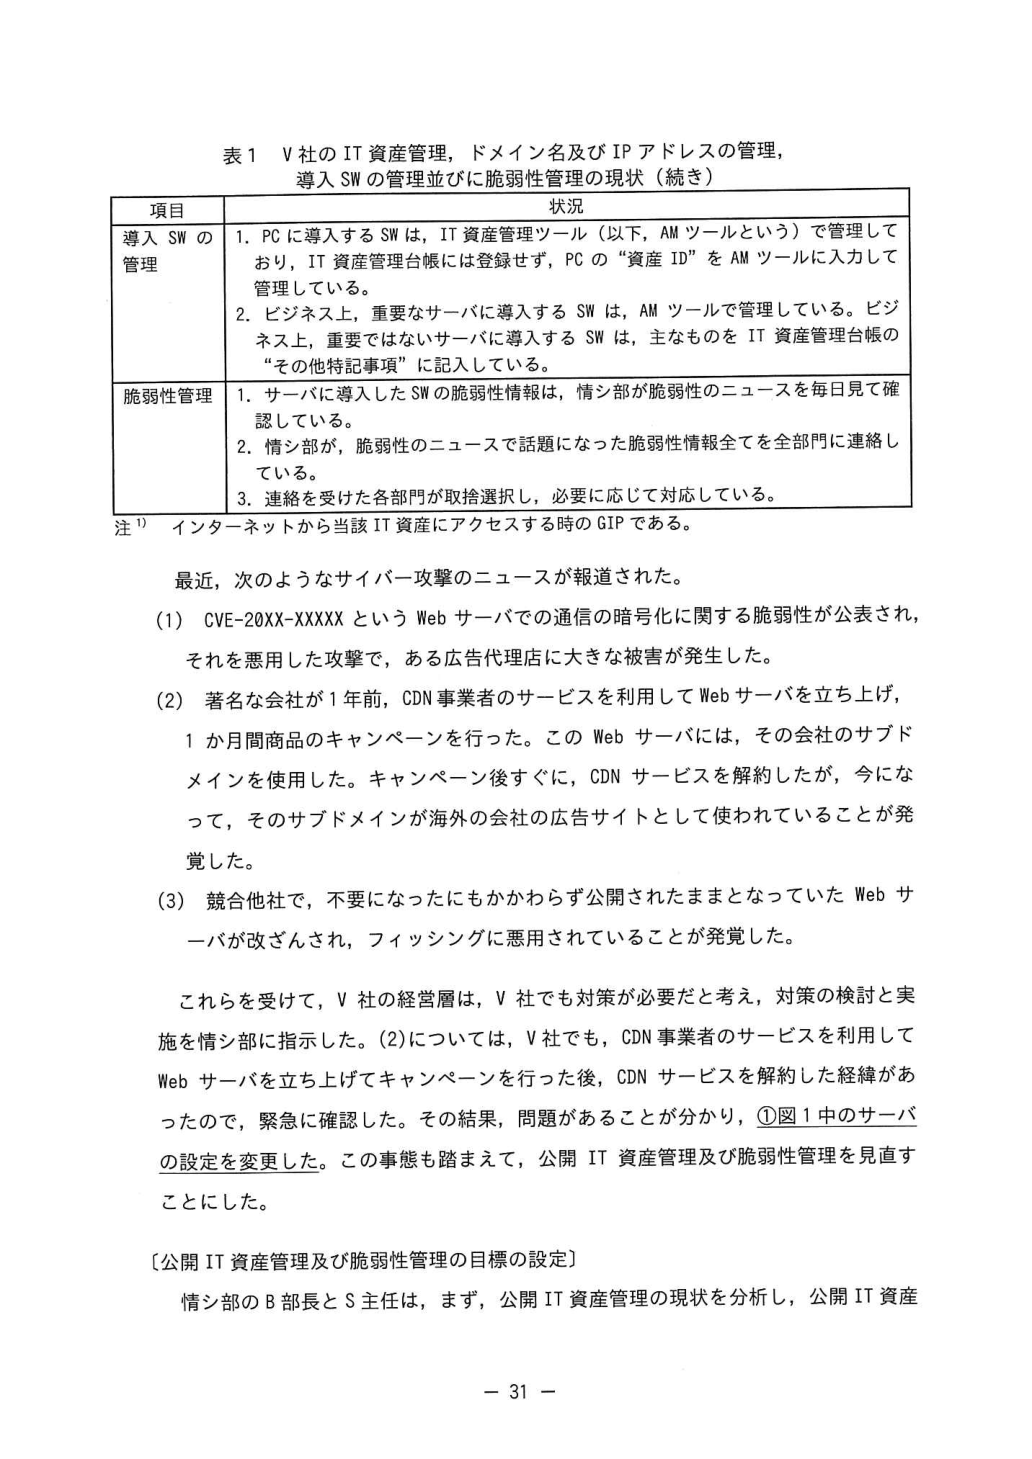 表1 V社のIT資産管理，ドメイン名及びIPアドレスの管理，
導入SWの管理並びに脆弱性管理の現状（続き）
項目 状況
導入 SW の管理
1. PCに導入するSWは，IT資産管理ツール（以下，AMツールという）で管理して
おり，IT資産管理台帳には登録せず，PCの“資産ID”をAMツールに入力して
管理している。
2. ビジネス上，重要なサーバに導入するSWは，AMツールで管理している。ビジ
ネス上，重要ではないサーバに導入するSWは，主なものをIT資産管理台帳の
“その他特記事項”に記入している。
脆弱性管理
1. サーバに導入したSWの脆弱性情報は，情シ部が脆弱性のニュースを毎日見て確
認している。
2. 情シ部が，脆弱性のニュースで話題になった脆弱性情報全てを全部門に連絡し
ている。
3. 連絡を受けた各部門が取捨選択し，必要に応じて対応している。
注1) インターネットから当該IT資産にアクセスする時のGIPである。
最近，次のようなサイバー攻撃のニュースが報道された。
(1) CVE-20XX-XXXXXというWebサーバでの通信の暗号化に関する脆弱性が公表され，
それを悪用した攻撃で，ある広告代理店に大きな被害が発生した。
(2) 著名な会社が1年前，CDN事業者のサービスを利用してWebサーバを立ち上げ，
1か月間商品のキャンペーンを行った。このWebサーバには，その会社のサブド
メインを使用した。キャンペーン後すぐに，CDNサービスを解約したが，今にな
って，そのサブドメインが海外の会社の広告サイトとして使われていることが発
覚した。
(3) 競合他社で，不要になったにもかかわらず公開されたままとなっていたWebサ
ーバが改ざんされ，フィッシングに悪用されていることが発覚した。
これらを受けて，V社の経営層は，V社でも対策が必要だと考え，対策の検討と実
施を情シ部に指示した。(2)については，V社でも，CDN事業者のサービスを利用して
Webサーバを立ち上げてキャンペーンを行った後，CDNサービスを解約した経緯があ
ったので，緊急に確認した。その結果，問題があることが分かり，①図1中のサーバ
の設定を変更した。この事態も踏まえて，公開IT資産管理及び脆弱性管理を見直す
ことにした。
〔公開IT資産管理及び脆弱性管理の目標の設定〕
情シ部のB部長とS主任は，まず，公開IT資産管理の現状を分析し，公開IT資産
— 31 —